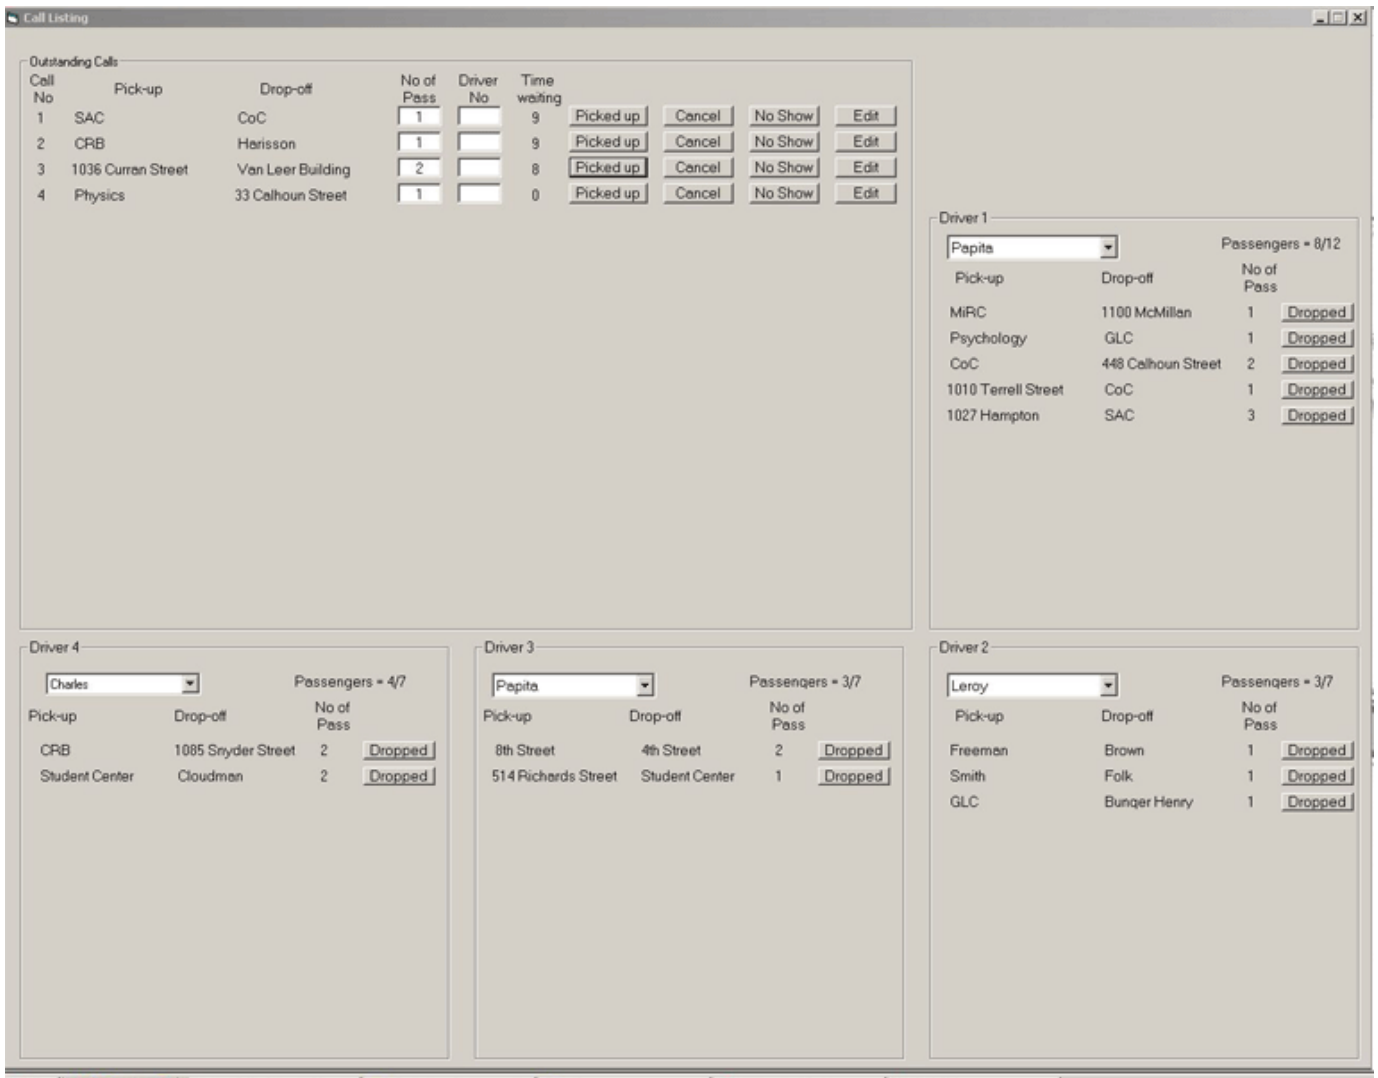 Call Listing
Outstanding Calls
Call No Pick-up Drop-off No of Pass Driver No Time waiting
1 SAC CoC 1 9 Picked up Cancel No Show Edit
2 CRB Harisson 1 9 Picked up Cancel No Show Edit
3 1036 Curran Street Van Leer Building 2 8 Picked up Cancel No Show Edit
4 Physics 33 Calhoun Street 1 0 Picked up Cancel No Show Edit
Driver 1
Papita Passengers = 8/12
Pick-up Drop-off No of Pass
MiRC 1100 McMillan 1 Dropped
Psychology GLC 1 Dropped
CoC 448 Calhoun Street 2 Dropped
1010 Terrell Street CoC 1 Dropped
1027 Hampton SAC 3 Dropped
Driver 4
Charles Passengers = 4/7
Pick-up Drop-off No of Pass
CRB 1085 Snyder Street 2 Dropped
Student Center Cloudman 2 Dropped
Driver 3
Papita Passengers = 3/7
Pick-up Drop-off No of Pass
8th Street 4th Street 2 Dropped
514 Richards Street Student Center 1 Dropped
Driver 2
Leroy Passengers = 3/7
Pick-up Drop-off No of Pass
Freeman Brown 1 Dropped
Smith Folk 1 Dropped
GLC Bunger Henry 1 Dropped